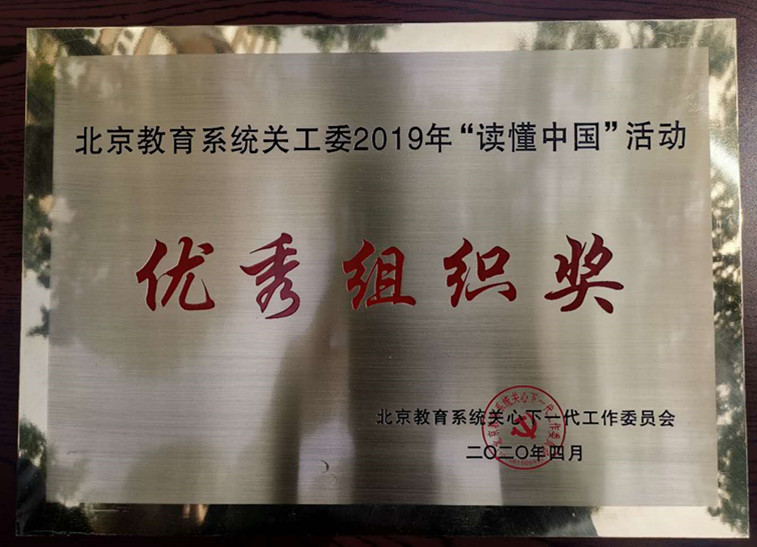 北京教育系统关工委2019年“读懂中国”活动
优秀组织奖
北京教育系统关心下一代工作委员会
二〇二〇年四月